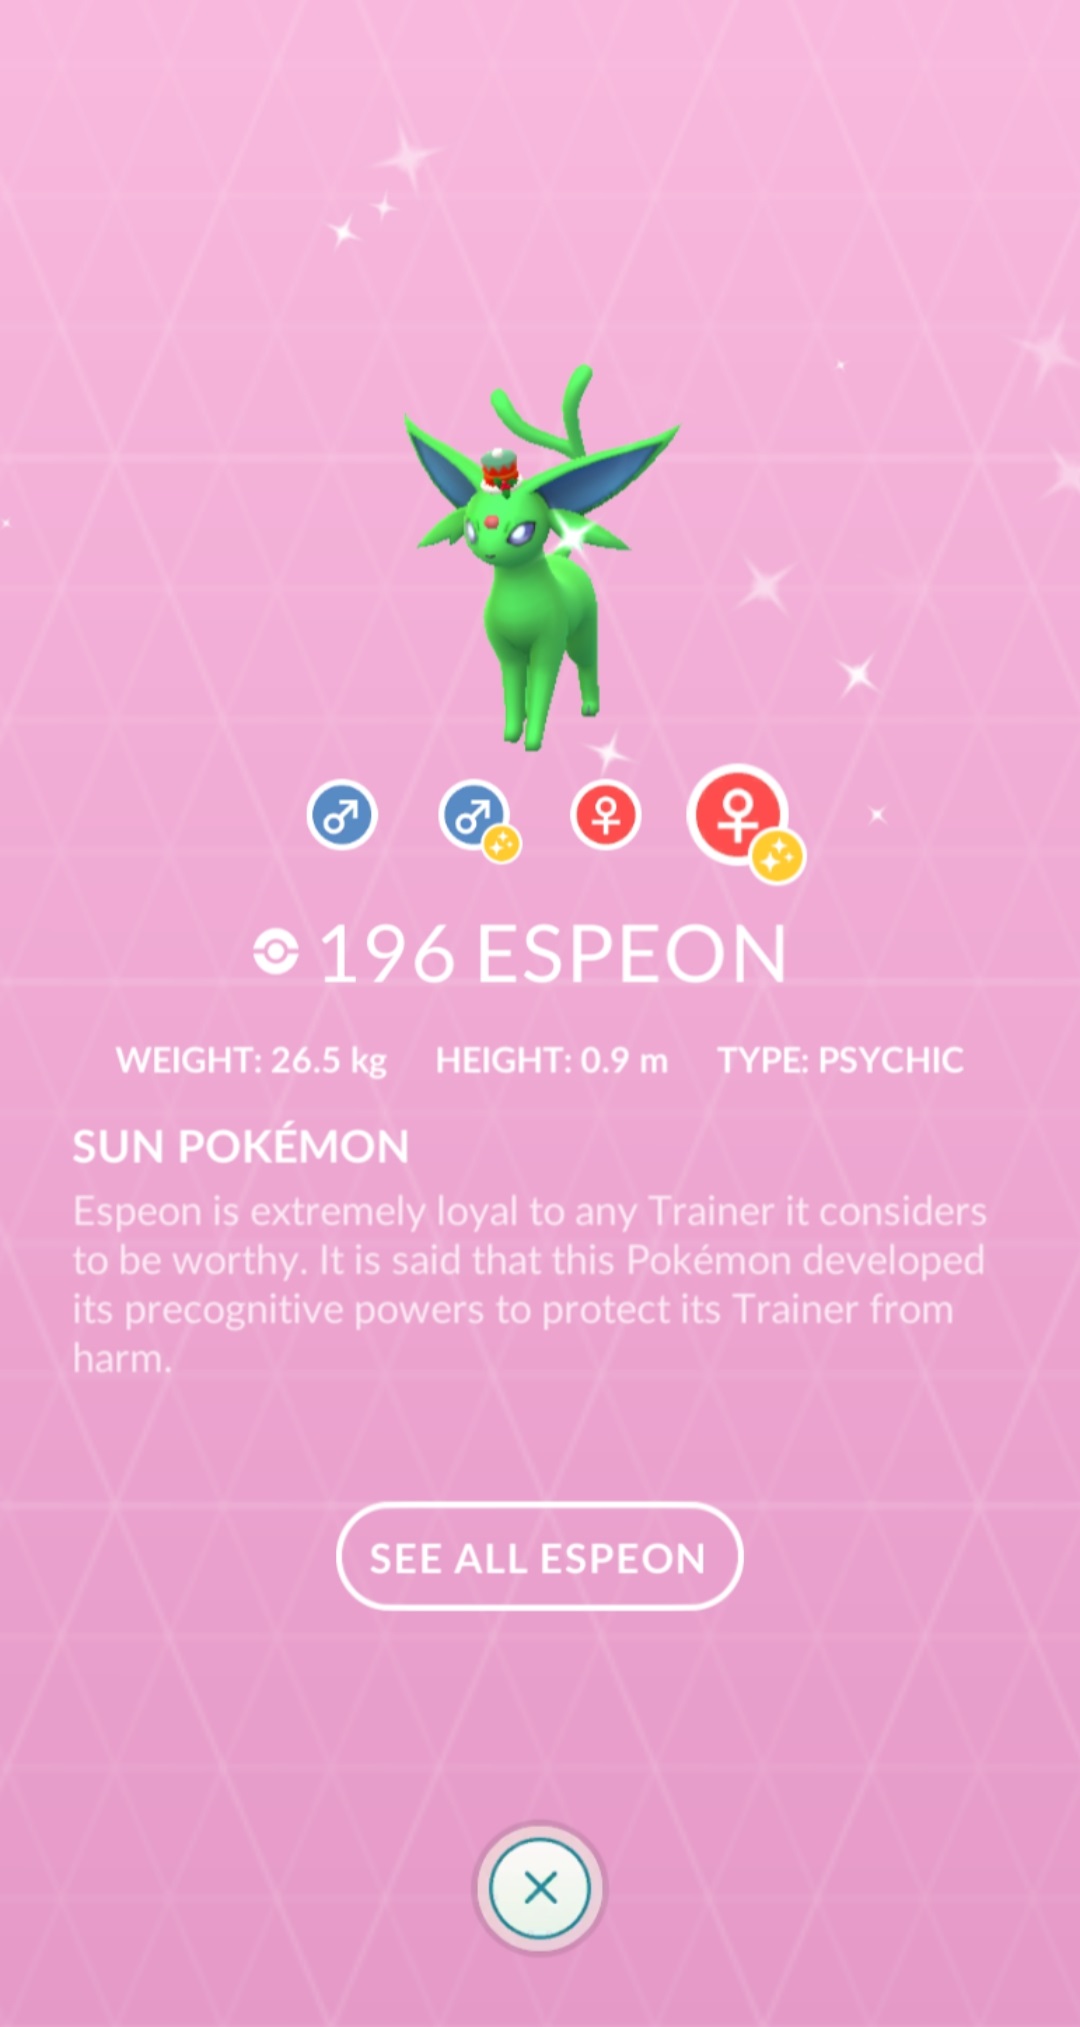 196 ESPEON
WEIGHT: 26.5 kg HEIGHT: 0.9 m TYPE: PSYCHIC
SUN POKÉMON
Espeon is extremely loyal to any Trainer it considers
to be worthy. It is said that this Pokémon developed
its precognitive powers to protect its Trainer from
harm.
SEE ALL ESPEON